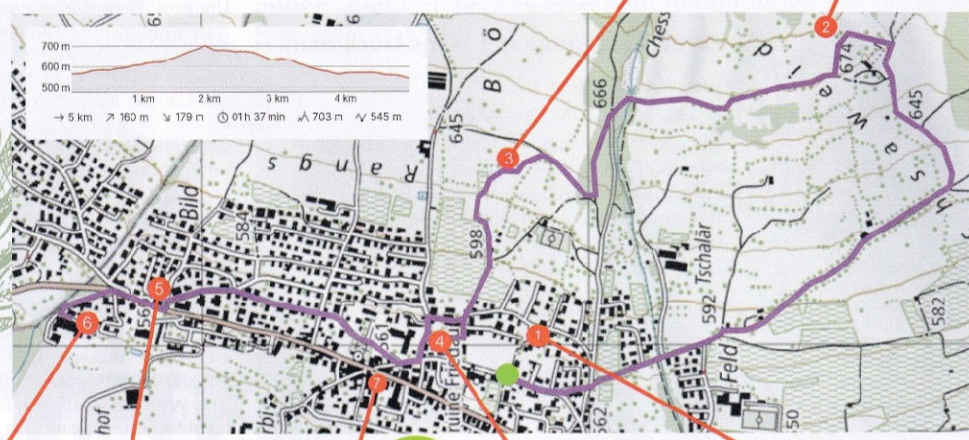 700 m
600 m
500 m
1 km 2 km 3 km 4 km
→ 5 km ↗ 160 m ↘ 179 m 01 h 37 min 703 m 545 m
2
674
Chess
B ö
666
645
645
R a n g s
3
W e i d
s
h
Bild
584
598
Tschalär
592
582
5
6
561
4
1
7
Feld
562
50
hof